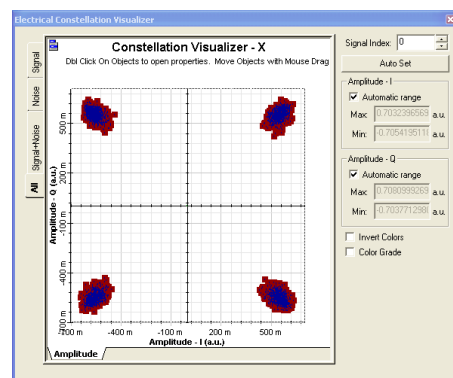 Electrical Constellation Visualizer
Signal
Noise
Signal+Noise
All
Constellation Visualizer - X
Dbl Click On Objects to open properties. Move Objects with Mouse Drag
Amplitude - Q (a.u.)
500 m
200 m
-100 m
-400 m
-700 m
-700 m -400 m -100 m 200 m 500 m
Amplitude - I (a.u.)
Amplitude
Signal Index: 0
Auto Set
Amplitude - I
Automatic range
Max: 0.7032396569 a.u.
Min: a.u.
Amplitude - Q
Automatic range
Max: 0.7080999269 a.u.
Min: a.u.
Invert Colors
Color Grade